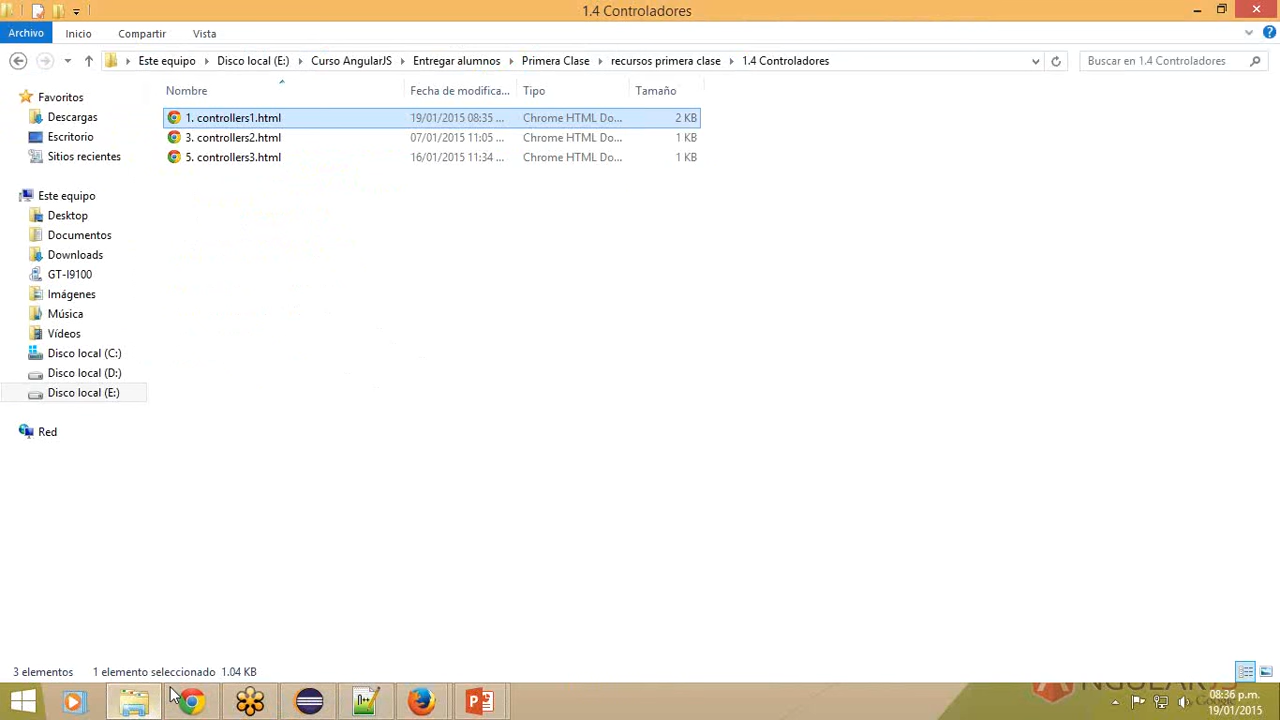 1.4 Controladores
Archivo Inicio Compartir Vista
Este equipo Disco local (E:) Curso AngularJS Entregar alumnos Primera Clase recursos primera clase 1.4 Controladores Buscar en 1.4 Controladores
Nombre Fecha de modifica... Tipo Tamaño
Favoritos
Descargas
Escritorio
Sitios recientes
1. controllers1.html 19/01/2015 08:35 ... Chrome HTML Do... 2 KB
3. controllers2.html 07/01/2015 11:05 ... Chrome HTML Do... 1 KB
5. controllers3.html 16/01/2015 11:34 ... Chrome HTML Do... 1 KB
Este equipo
Desktop
Documentos
Downloads
GT-I9100
Imágenes
Música
Vídeos
Disco local (C:)
Disco local (D:)
Disco local (E:)
Red
3 elementos 1 elemento seleccionado 1.04 KB
08:36 p.m.
19/01/2015